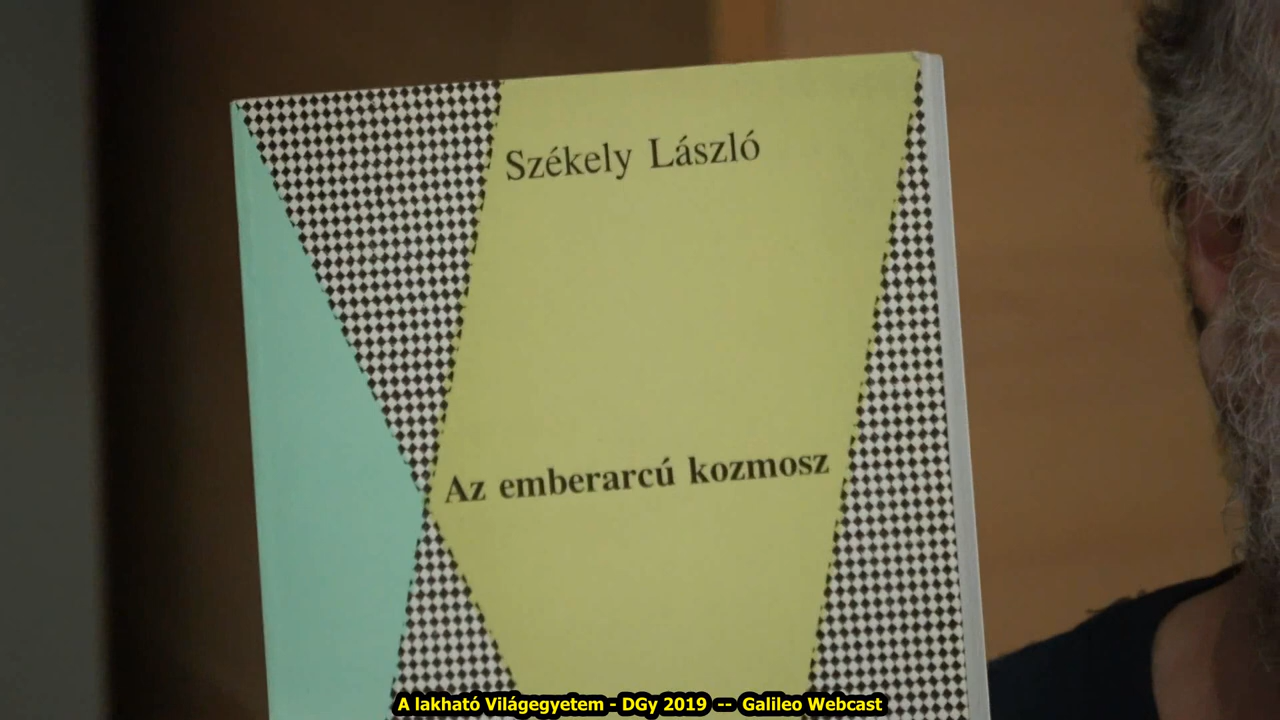 Székely László
Az emberarcú kozmosz
A lakható Világegyetem - DGy 2019 -- Galileo Webcast